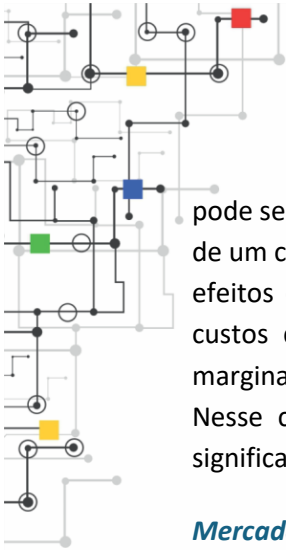 pode se
de um c
efeitos
custos
margina
Nesse
significa
Mercad